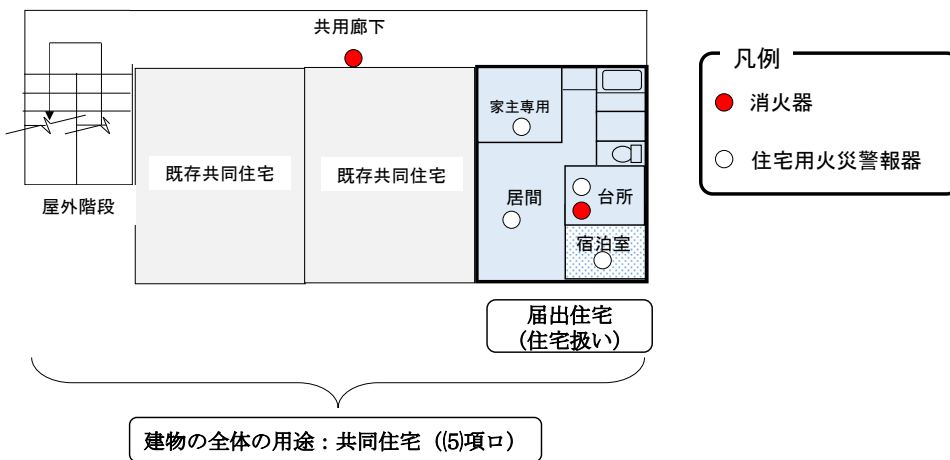 共用廊下
凡例
消火器
住宅用火災警報器
家主専用
既存共同住宅
既存共同住宅
居間
台所
宿泊室
屋外階段
届出住宅
(住宅扱い)
建物の全体の用途：共同住宅（(5)項ロ）